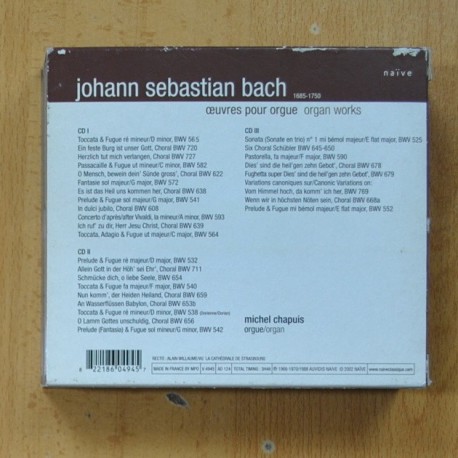 naïve
johann sebastian bach 1685-1750
œuvres pour orgue organ works
CD I
Toccata & Fugue ré mineur/D minor, BWV 565
Ein feste Burg ist unser Gott, Choral BWV 720
Herzlich tut mich verlangen, Choral BWV 727
Passacaille & Fugue ut mineur/C minor, BWV 582
O Mensch, bewein dein' Sünde gross', Choral BWV 622
Fantasie sol majeur/G major, BWV 572
Es ist das Heil uns kommen her, Choral BWV 638
Prelude & Fugue sol majeur/G major, BWV 541
In dulci jubilo, Choral BWV 608
Concerto d'après/after Vivaldi, la mineur/A minor, BWV 593
Ich ruf' zu dir, Herr Jesu Christ, Choral BWV 639
Toccata, Adagio & Fugue ut majeur/C major, BWV 564
CD II
Prelude & Fugue ré majeur/D major, BWV 532
Allein Gott in der Höh' sei Ehr', Choral BWV 711
Schmücke dich, o liebe Seele, BWV 654
Toccata & Fugue fa majeur/F major, BWV 540
Nun komm', der Heiden Heiland, Choral BWV 659
An Wasserflüssen Babylon, Choral BWV 653b
Toccata & Fugue ré mineur/D minor, BWV 538 (Dorienne/Dorian)
O Lamm Gottes unschuldig, Choral BWV 656
Prelude (Fantasie) & Fugue sol mineur/G minor, BWV 542
CD III
Sonata (Sonate en trio) n° 1 mi bémol majeur/E flat major, BWV 525
Six Choral Schübler BWV 645-650
Pastorella, fa majeur/F major, BWV 590
Dies' sind die heil'gen zehn Gebot', Choral BWV 678
Fughetta super Dies' sind die heil'gen zehn Gebot', BWV 679
Variations canoniques sur/Canonic Variations on:
Vom Himmel hoch, da komm' ich her, BWV 769
Wenn wir in höchsten Nöten sein, Choral BWV 668a
Prelude & Fugue mi bémol majeur/E flat major, BWV 552
michel chapuis
orgue/organ
8 22186 04945 7
MADE IN FRANCE BY MPO
www.naiveclassique.com